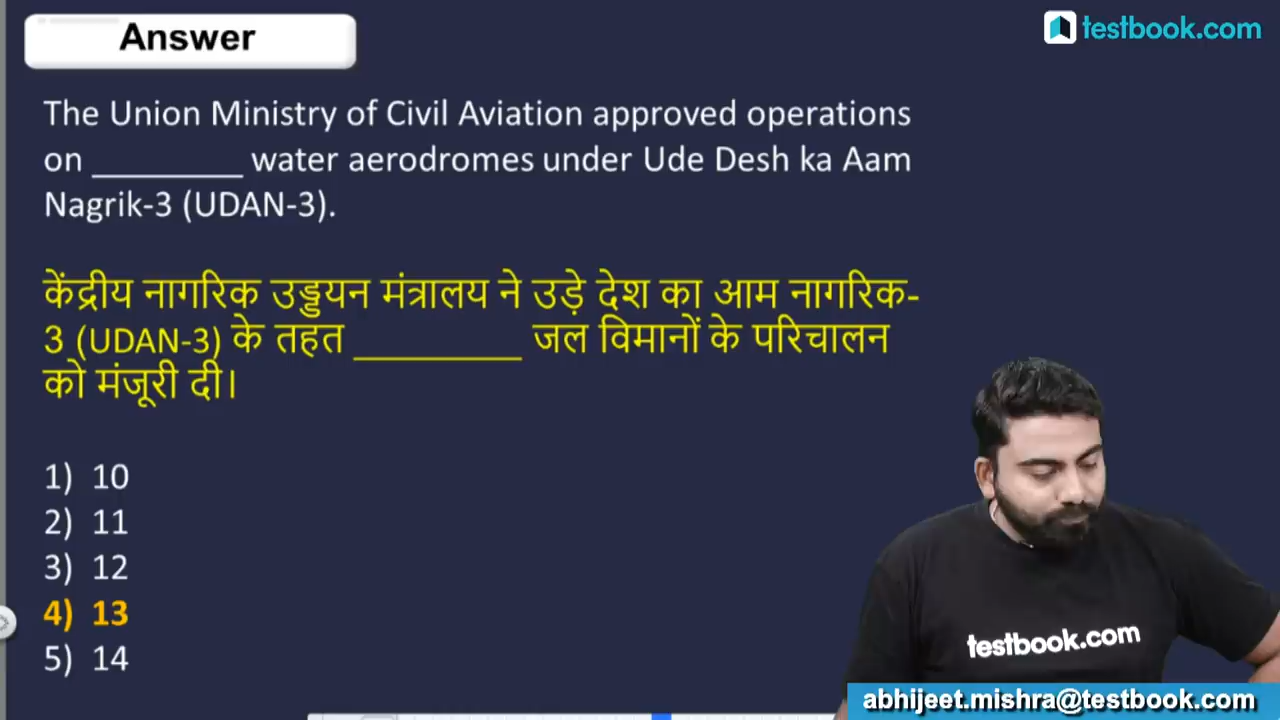 Answer
testbook.com
The Union Ministry of Civil Aviation approved operations
on ________ water aerodromes under Ude Desh ka Aam
Nagrik-3 (UDAN-3).
केंद्रीय नागरिक उड्डयन मंत्रालय ने उड़े देश का आम नागरिक-
3 (UDAN-3) के तहत _________ जल विमानों के परिचालन
को मंजूरी दी।
1) 10
2) 11
3) 12
4) 13
5) 14
testbook.com
abhijeet.mishra@testbook.com